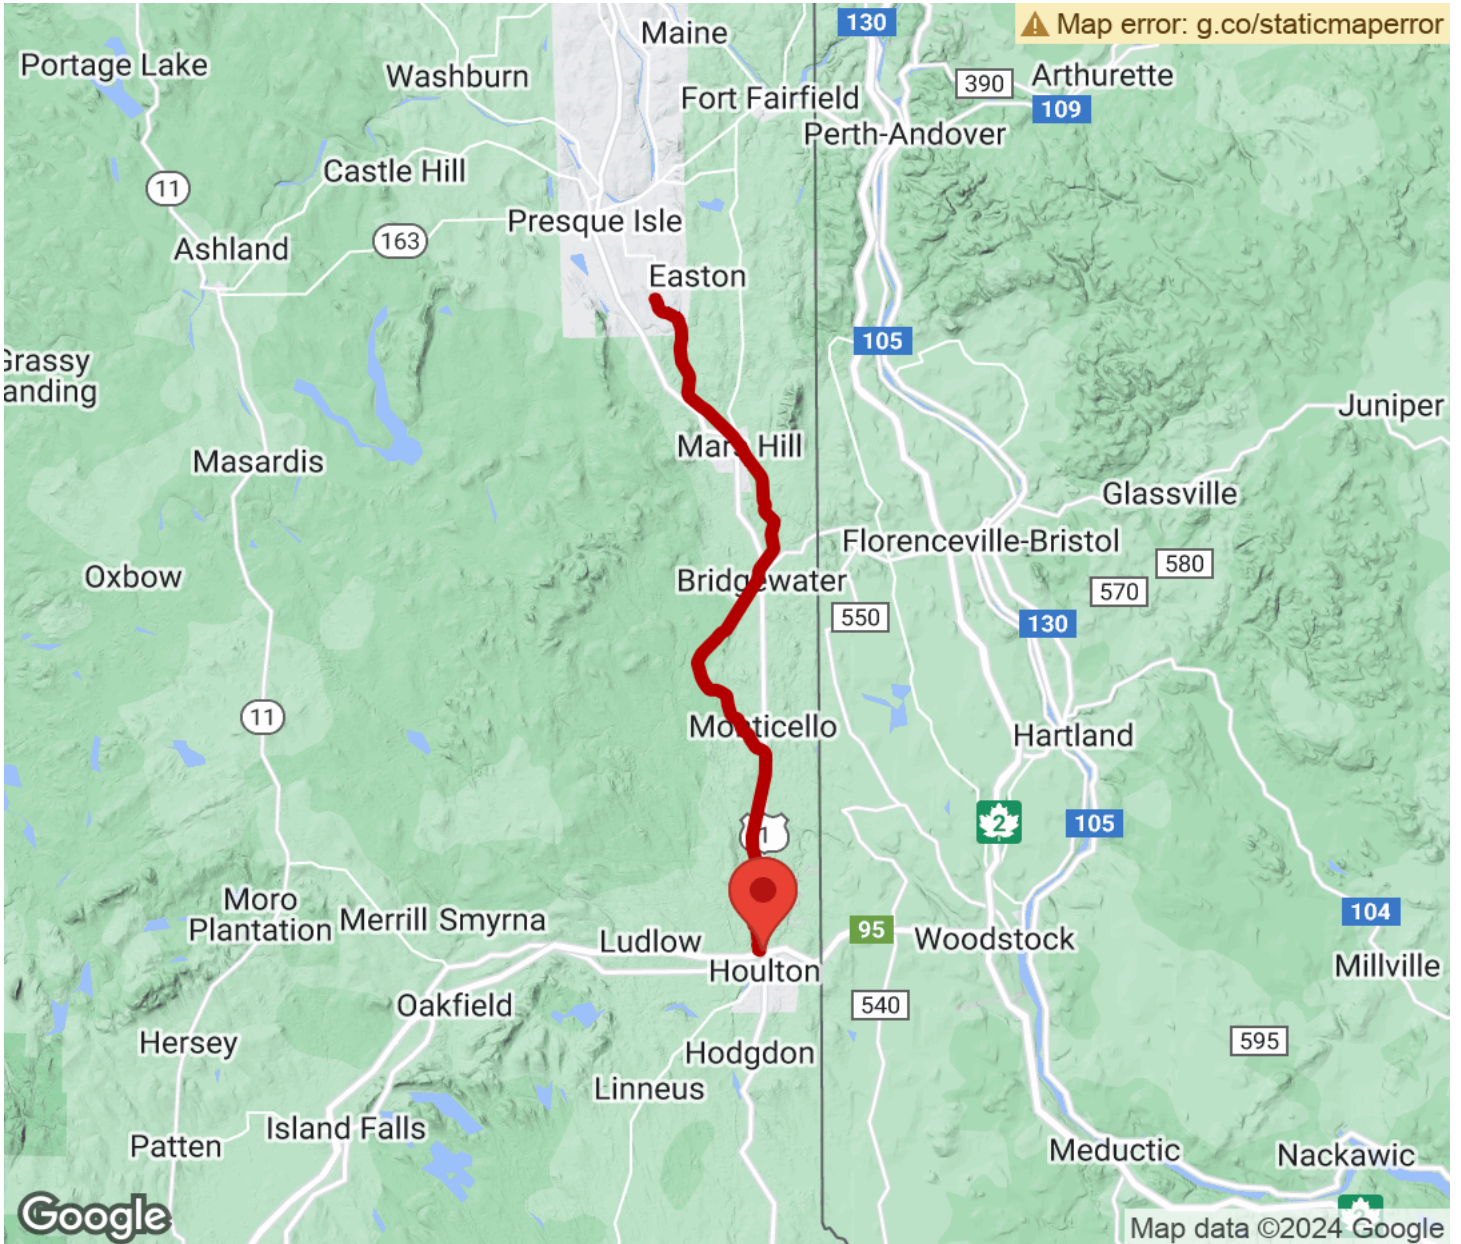 Map error: g.co/staticmaperror
Maine
130
Portage Lake
Washburn
390
Arthurette
Fort Fairfield
109
Perth-Andover
Castle Hill
11
Presque Isle
163
Ashland
Easton
105
Grassy
anding
Juniper
Mars Hill
Masardis
Glassville
Florenceville-Bristol
580
Oxbow
Bridgewater
570
550
130
11
Monticello
Hartland
2
105
1
Moro
Plantation
Merrill
Smyrna
104
Ludlow
95
Woodstock
Houlton
Millville
Oakfield
540
Hersey
Hodgdon
595
Linneus
Island Falls
Patten
Meductic
Nackawic
2
Google
Map data ©2024 Google